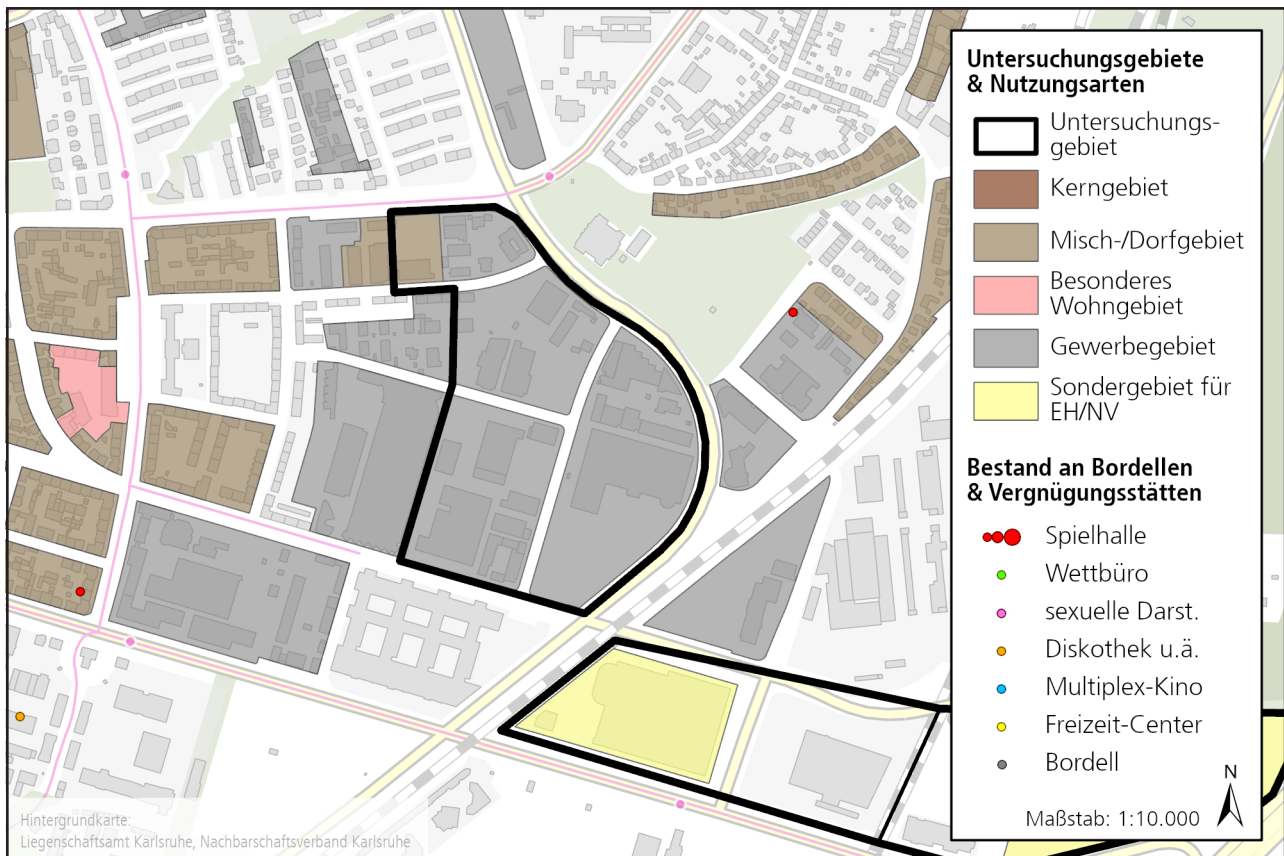 Untersuchungsgebiete
& Nutzungsarten
Untersuchungs-
gebiet
Kerngebiet
Misch-/Dorfgebiet
Besonderes
Wohngebiet
Gewerbegebiet
Sondergebiet für
EH/NV
Bestand an Bordellen
& Vergnügungsstätten
Spielhalle
Wettbüro
sexuelle Darst.
Diskothek u.ä.
Multiplex-Kino
Freizeit-Center
Bordell
N
Maßstab: 1:10.000
Hintergrundkarte:
Liegenschaftsamt Karlsruhe, Nachbarschaftsverband Karlsruhe